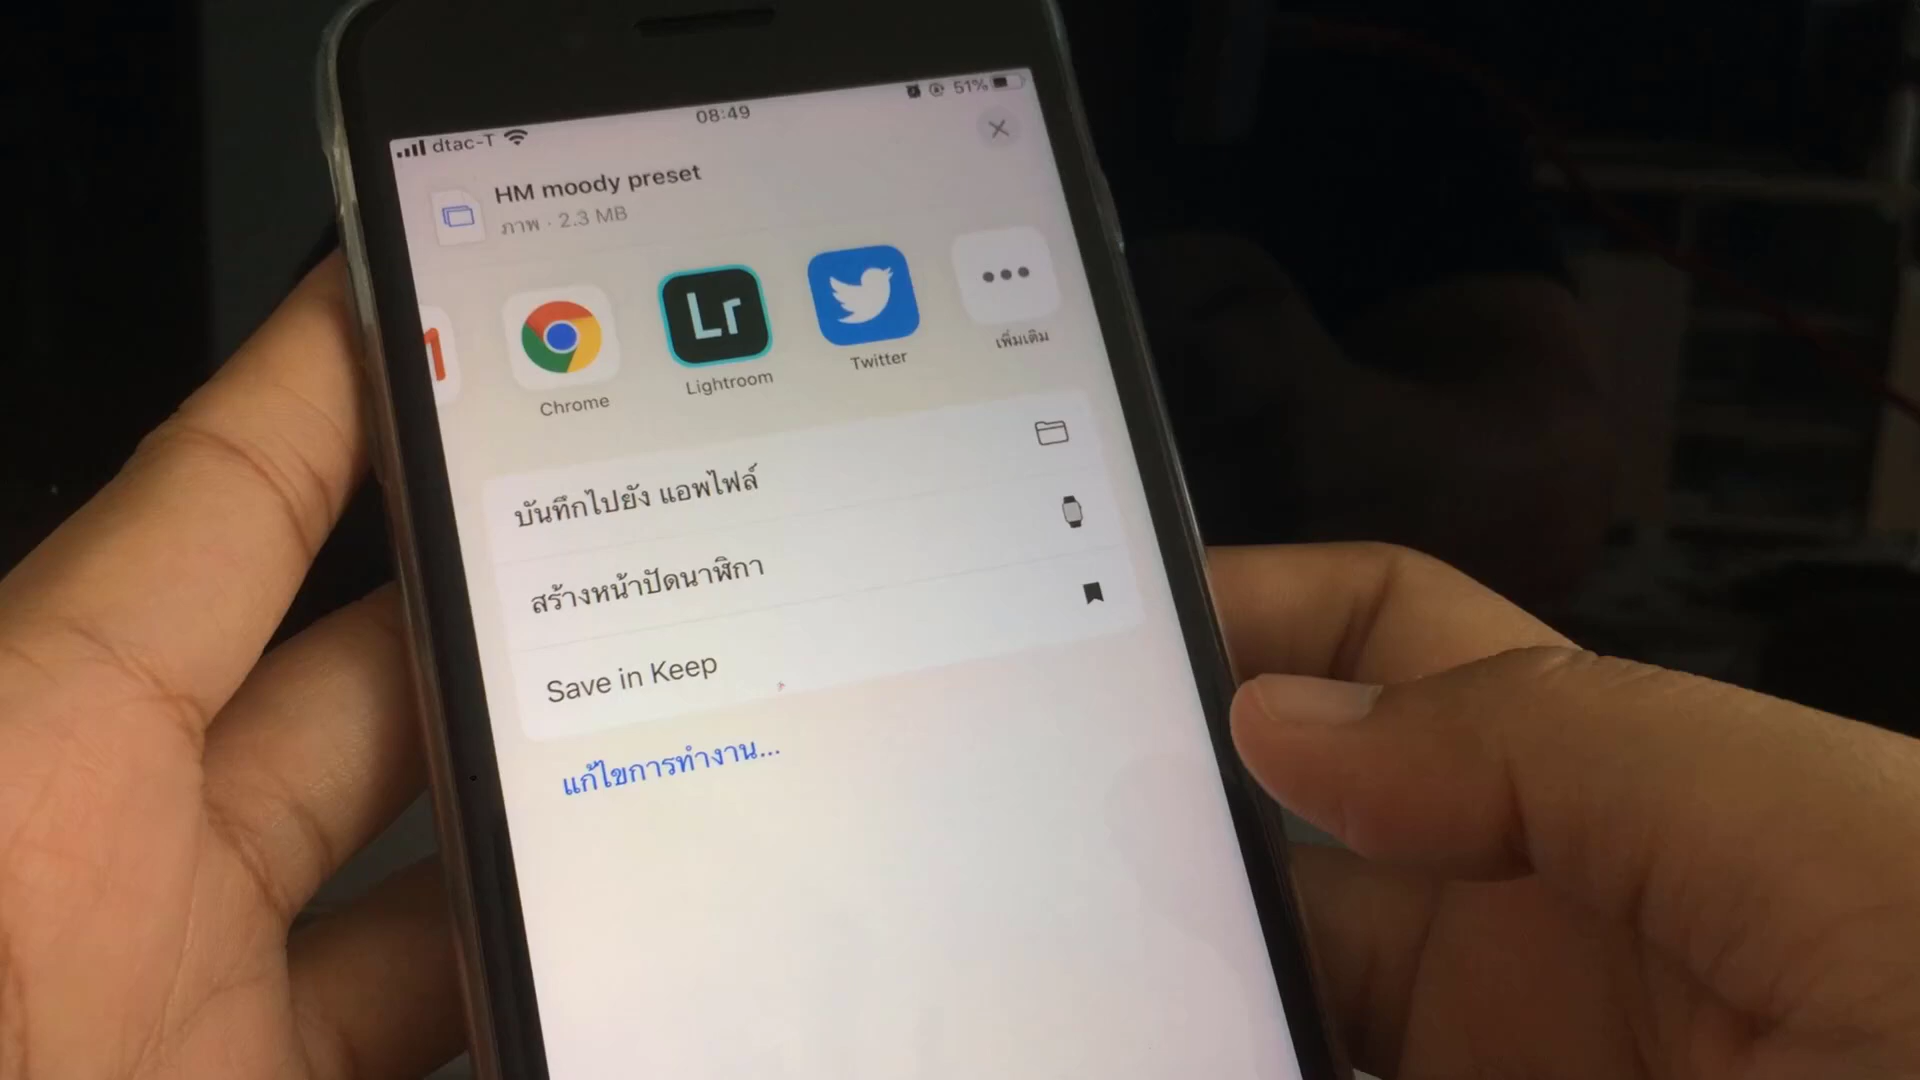 08:49
51%
dtac-T
HM moody preset
ภาพ · 2.3 MB
Lr
Chrome
Lightroom
Twitter
เพิ่มเติม
บันทึกไปยัง แอพไฟล์
สร้างหน้าปัดนาฬิกา
Save in Keep
แก้ไขการทำงาน...